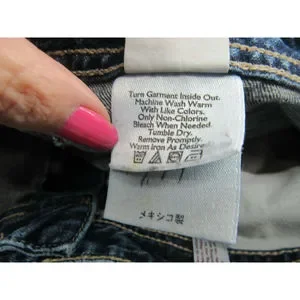 Turn Garment Inside Out.
Machine Wash Warm
With Like Colors.
Only Non-Chlorine
Bleach When Needed.
Tumble Dry.
Remove Promptly.
Warm Iron As Desired
メキシコ製